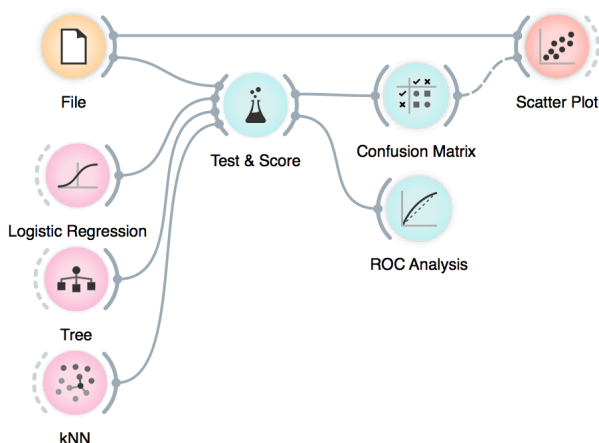 File
Scatter Plot
Test & Score
Confusion Matrix
Logistic Regression
ROC Analysis
Tree
kNN